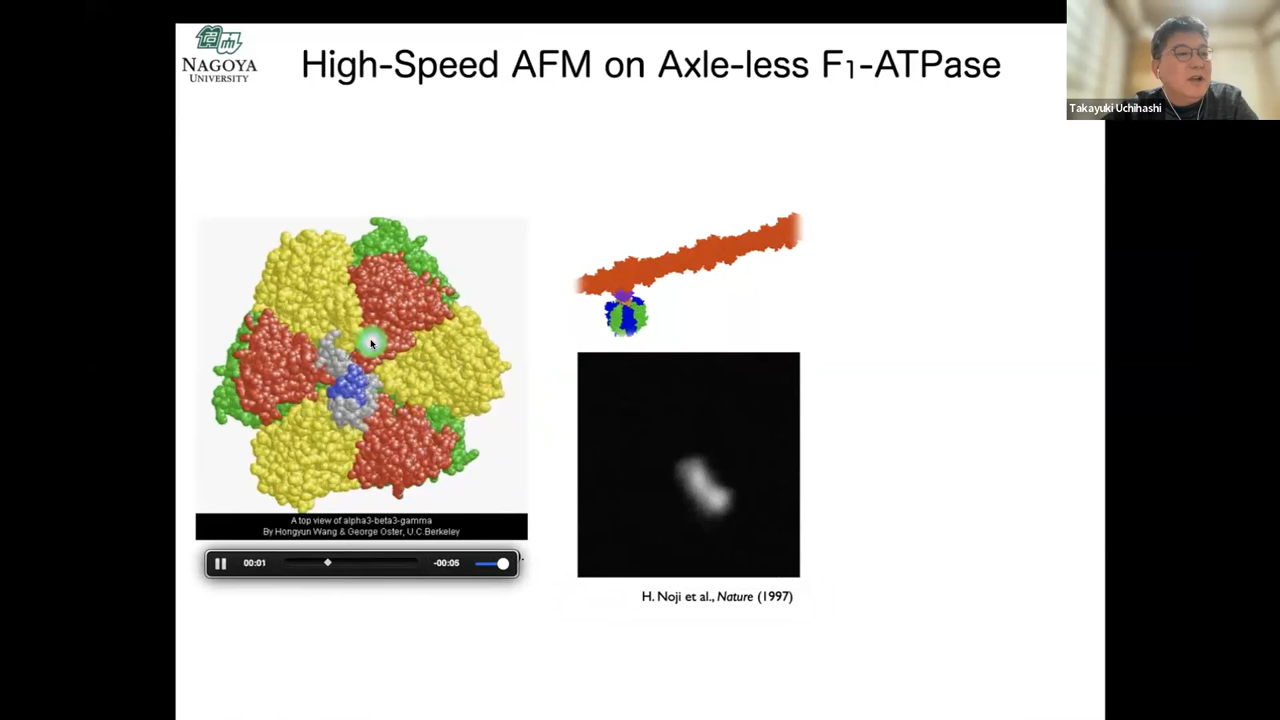 NAGOYA
UNIVERSITY
High-Speed AFM on Axle-less F1-ATPase
Takayuki Uchihashi
A top view of alpha3-beta3-gamma
By Hongyun Wang & George Oster, U.C.Berkeley
00:01
-00:05
H. Noji et al., Nature (1997)